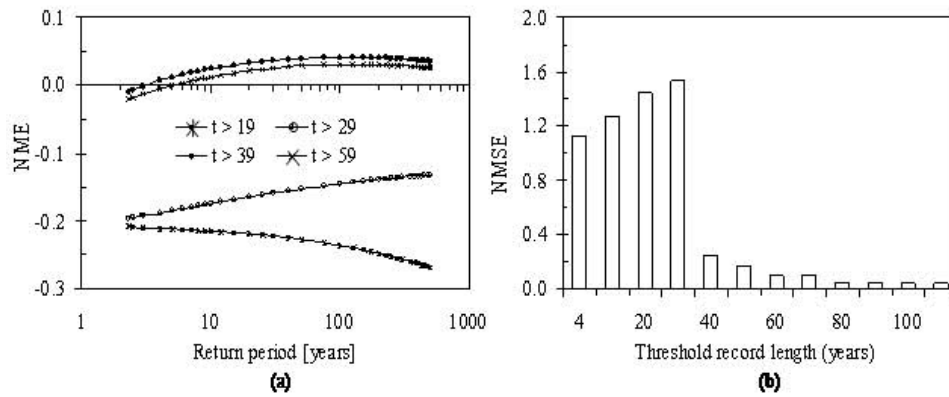 0.1
0.0
-0.1
-0.2
-0.3
NME
t > 19
t > 29
t > 39
t > 59
1
10
100
1000
Return period [years]
(a)
2.0
1.6
1.2
0.8
0.4
0.0
NMSE
4
20
40
60
80
100
Threshold record length (years)
(b)